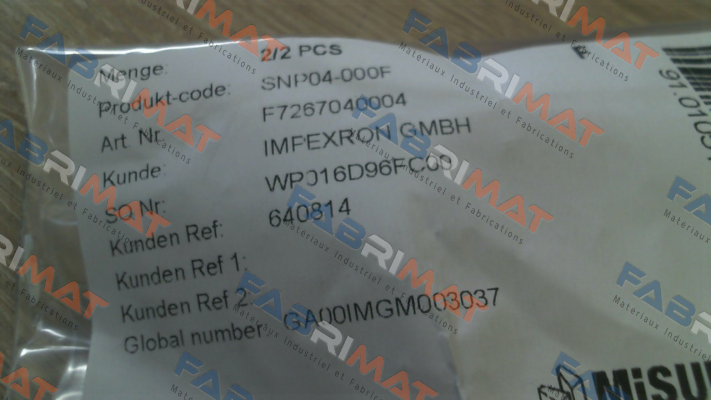 Menge: 2/2 PCS
Produkt-code: SNP04-000F
Art. Nr. F7267040004
Kunde: IMPEXRON GMBH
SO Nr: WP016D96FC69
Kunden Ref: 640814
Kunden Ref 1:
Kunden Ref 2:
Global number: GA00IMGM003037
MiSU
FABRIMAT
Materiaux Industriel et Fabrications